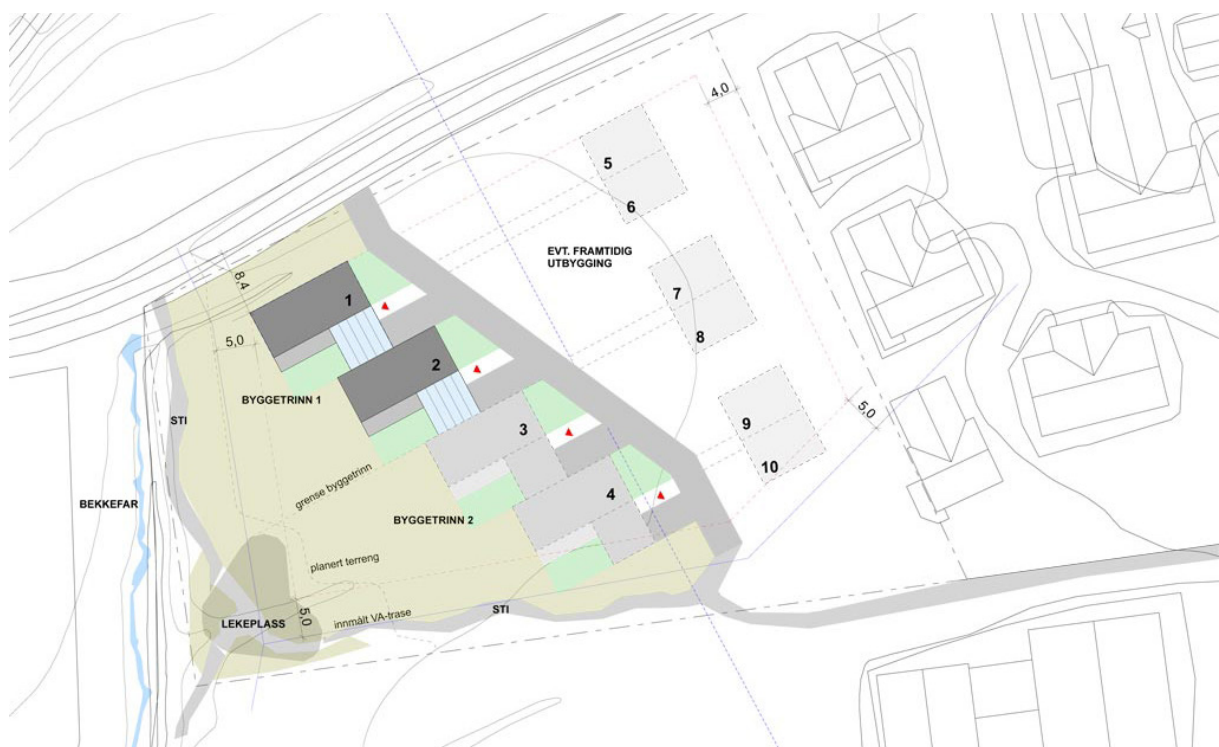 4,0
5
6
EVT. FRAMTIDIG
UTBYGGING
7
8
8,4
1
5,0
2
BYGGETRINN 1
STI
3
9
5,0
10
grense byggetrinn
4
BEKKEFAR
BYGGETRINN 2
planert terreng
5,0
innmålt VA-trase
STI
LEKEPLASS